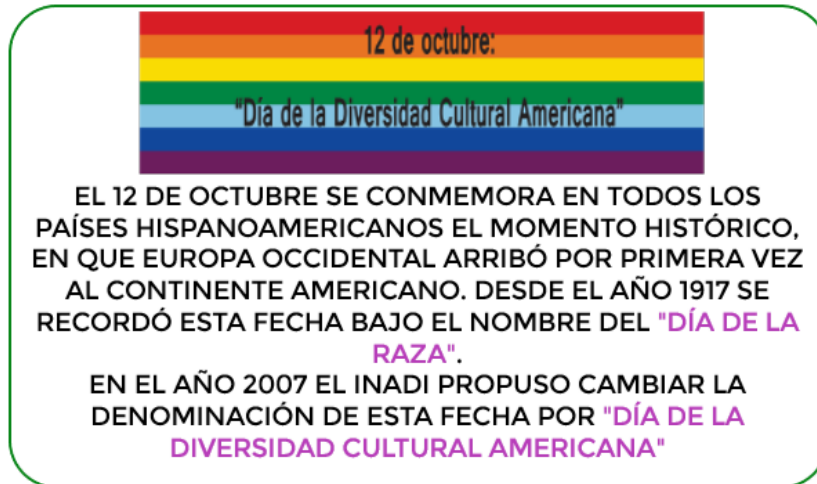 12 de octubre:
"Día de la Diversidad Cultural Americana"
EL 12 DE OCTUBRE SE CONMEMORA EN TODOS LOS
PAÍSES HISPANOAMERICANOS EL MOMENTO HISTÓRICO,
EN QUE EUROPA OCCIDENTAL ARRIBÓ POR PRIMERA VEZ
AL CONTINENTE AMERICANO. DESDE EL AÑO 1917 SE
RECORDÓ ESTA FECHA BAJO EL NOMBRE DEL "DÍA DE LA
RAZA".
EN EL AÑO 2007 EL INADI PROPUSO CAMBIAR LA
DENOMINACIÓN DE ESTA FECHA POR "DÍA DE LA
DIVERSIDAD CULTURAL AMERICANA"